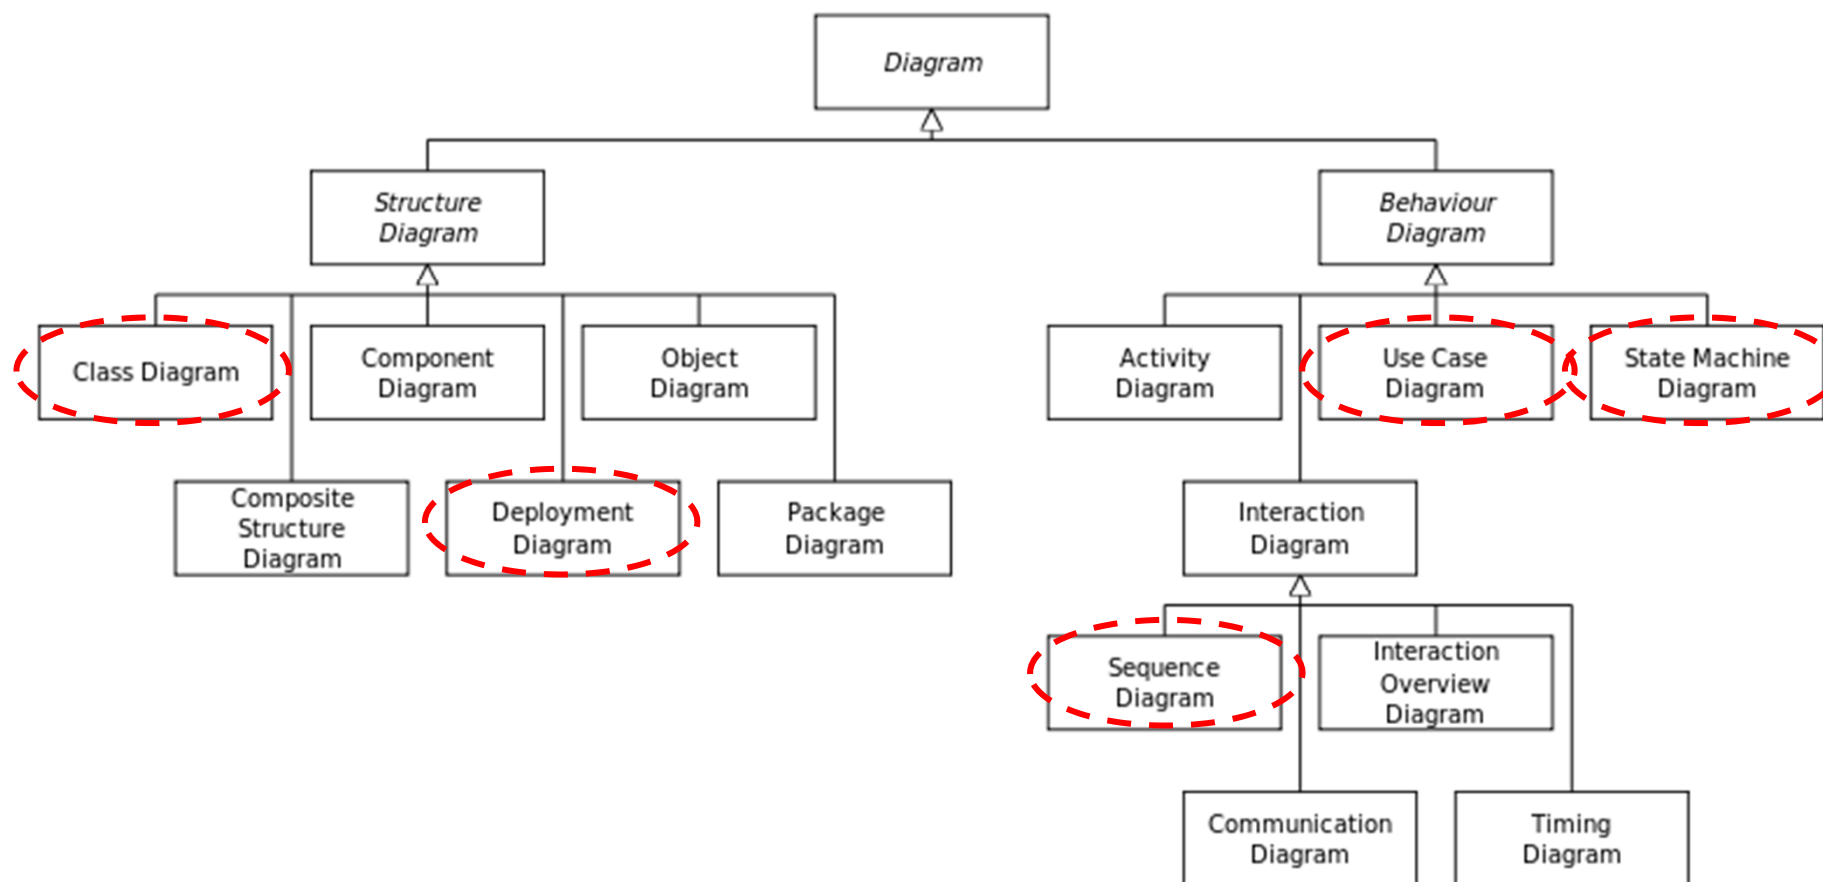 Diagram
Structure
Diagram
Behaviour
Diagram
Class Diagram
Component
Diagram
Object
Diagram
Activity
Diagram
Use Case
Diagram
State Machine
Diagram
Composite
Structure
Diagram
Deployment
Diagram
Package
Diagram
Interaction
Diagram
Sequence
Diagram
Interaction
Overview
Diagram
Communication
Diagram
Timing
Diagram